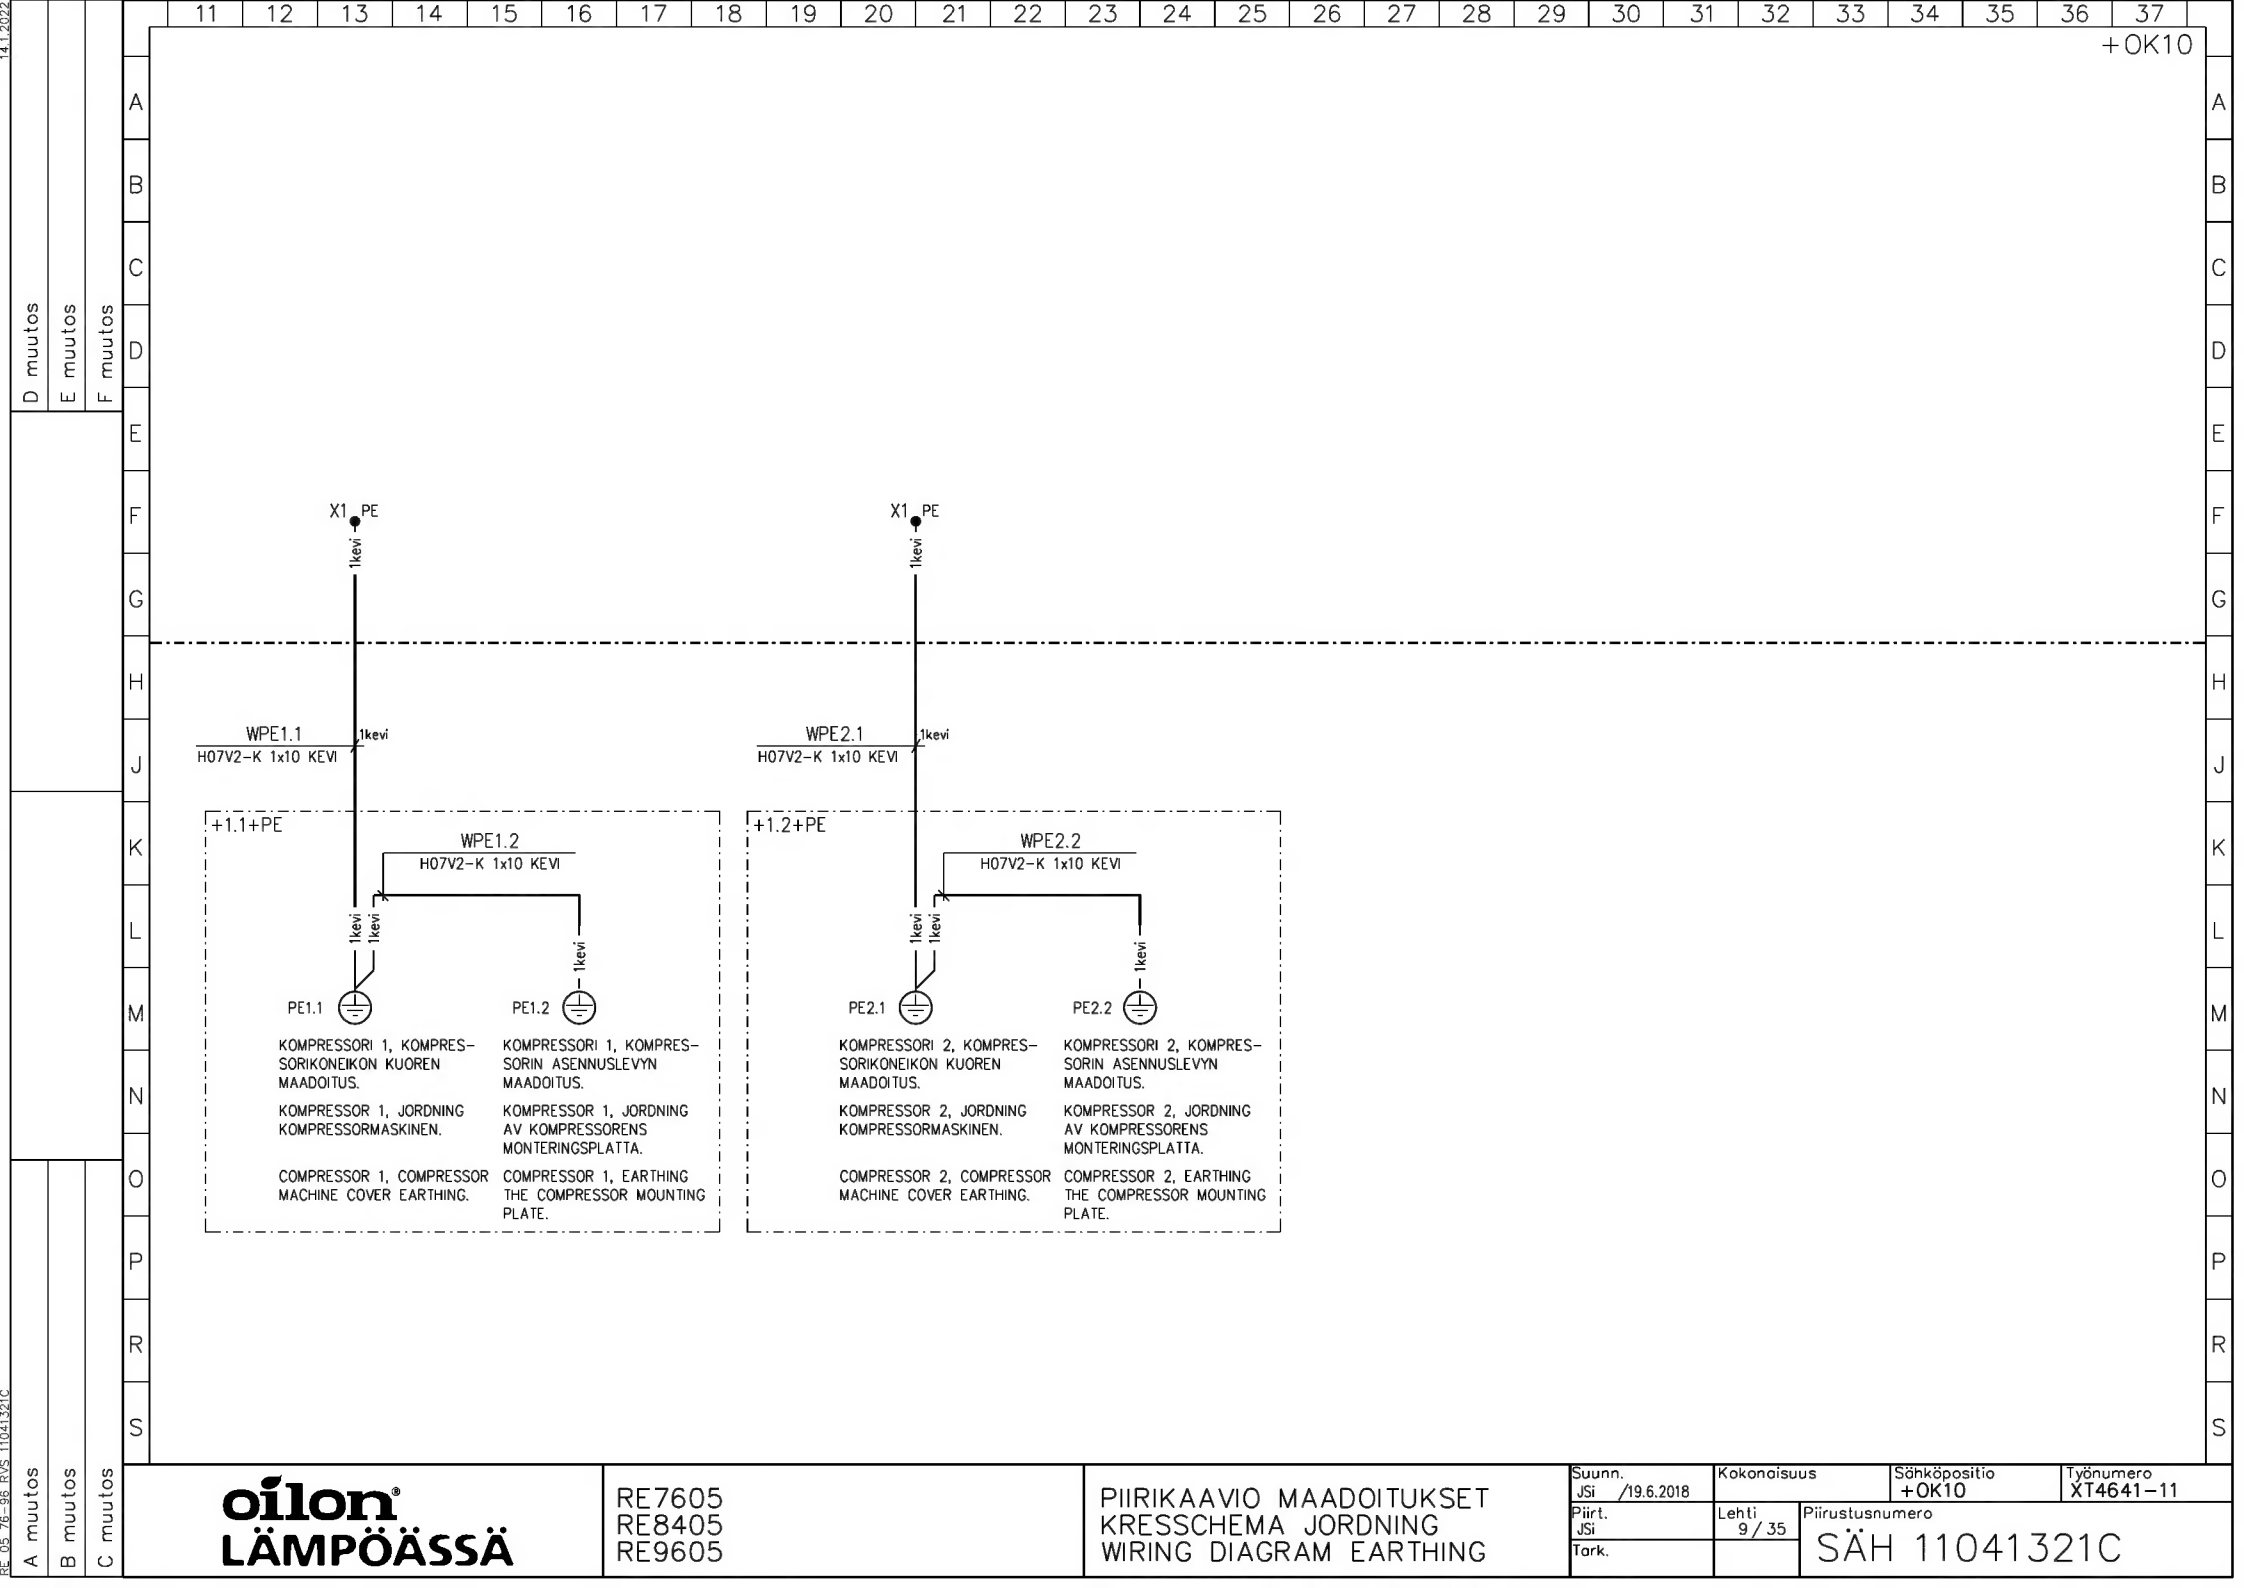 14.1.2022
11 12 13 14 15 16 17 18 19 20 21 22 23 24 25 26 27 28 29 30 31 32 33 34 35 36 37
+OK10
A A
B B
C C
D muutos
E muutos
F muutos
D D
E E
F F
X1 PE
X1 PE
1kevi
1kevi
G G
H H
WPE1.1
1kevi
H07V2-K 1x10 KEVI
WPE2.1
1kevi
H07V2-K 1x10 KEVI
J J
+1.1+PE
WPE1.2
H07V2-K 1x10 KEVI
+1.2+PE
WPE2.2
H07V2-K 1x10 KEVI
K K
1kevi
1kevi
1kevi
1kevi
1kevi
1kevi
L L
PE1.1
PE1.2
PE2.1
PE2.2
M M
KOMPRESSORI 1, KOMPRES-
SORIKONEIKON KUOREN
MAADOITUS.
KOMPRESSOR 1, JORDNING
KOMPRESSORMASKINEN.
COMPRESSOR 1, COMPRESSOR
MACHINE COVER EARTHING.
KOMPRESSORI 1, KOMPRES-
SORIN ASENNUSLEVYN
MAADOITUS.
KOMPRESSOR 1, JORDNING
AV KOMPRESSORENS
MONTERINGSPLATTA.
COMPRESSOR 1, EARTHING
THE COMPRESSOR MOUNTING
PLATE.
KOMPRESSORI 2, KOMPRES-
SORIKONEIKON KUOREN
MAADOITUS.
KOMPRESSOR 2, JORDNING
KOMPRESSORMASKINEN.
COMPRESSOR 2, COMPRESSOR
MACHINE COVER EARTHING.
KOMPRESSORI 2, KOMPRES-
SORIN ASENNUSLEVYN
MAADOITUS.
KOMPRESSOR 2, JORDNING
AV KOMPRESSORENS
MONTERINGSPLATTA.
COMPRESSOR 2, EARTHING
THE COMPRESSOR MOUNTING
PLATE.
N N
O O
P P
R R
S S
RE 05 76-96 RVS 11041321C
A muutos
B muutos
C muutos
oilon®
LÄMPÖÄSSÄ
RE7605
RE8405
RE9605
PIIRIKAAVIO MAADOITUKSET
KRESSCHEMA JORDNING
WIRING DIAGRAM EARTHING
Suunn.
JSi /19.6.2018
Piirt.
JSi
Tark.
Kokonaisuus
Lehti
9/35
Sähköpositio
+OK10
Työnumero
XT4641-11
Piirustusnumero
SÄH 11041321C